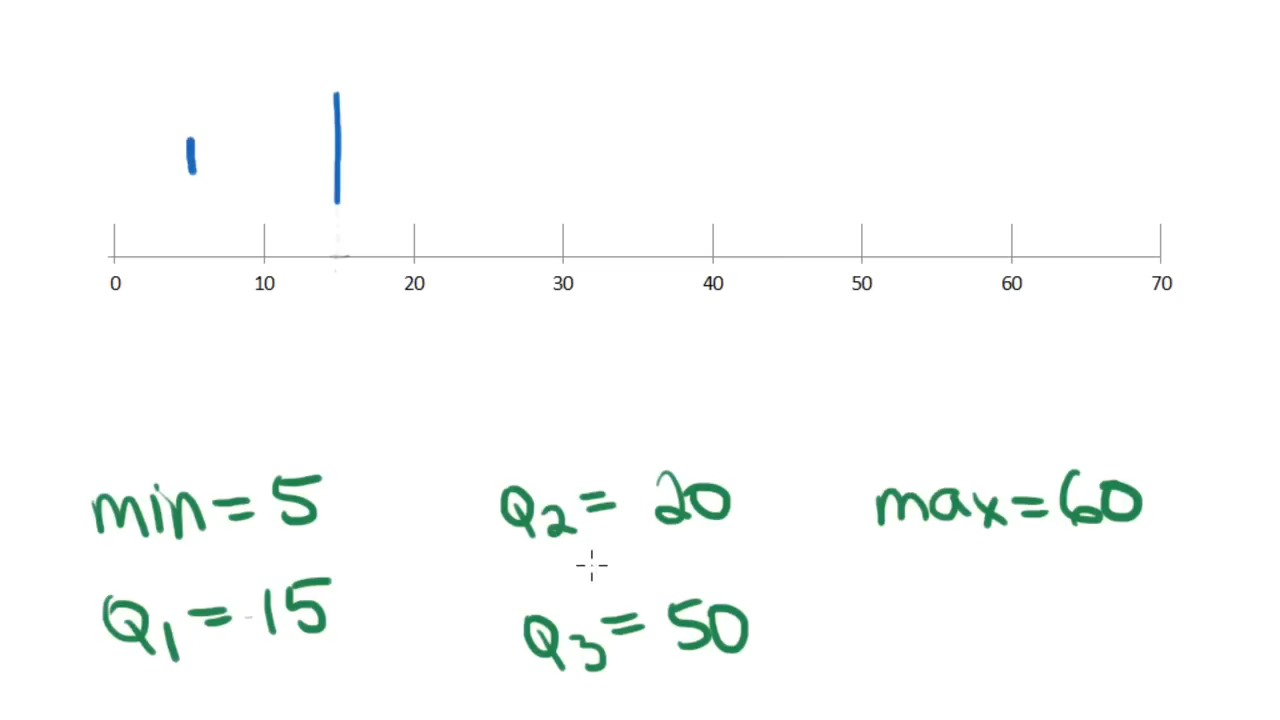 0 10 20 30 40 50 60 70
min = 5 Q2 = 20 max = 60
Q1 = 15 Q3 = 50